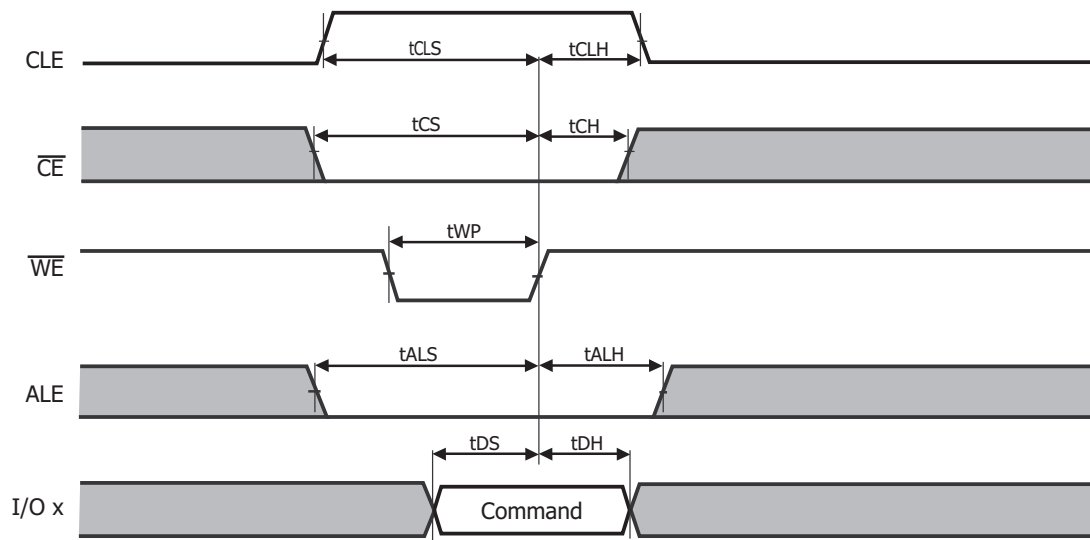 CLE tCLS tCLH
CE tCS tCH
WE tWP
ALE tALS tALH
tDS tDH
I/O x Command